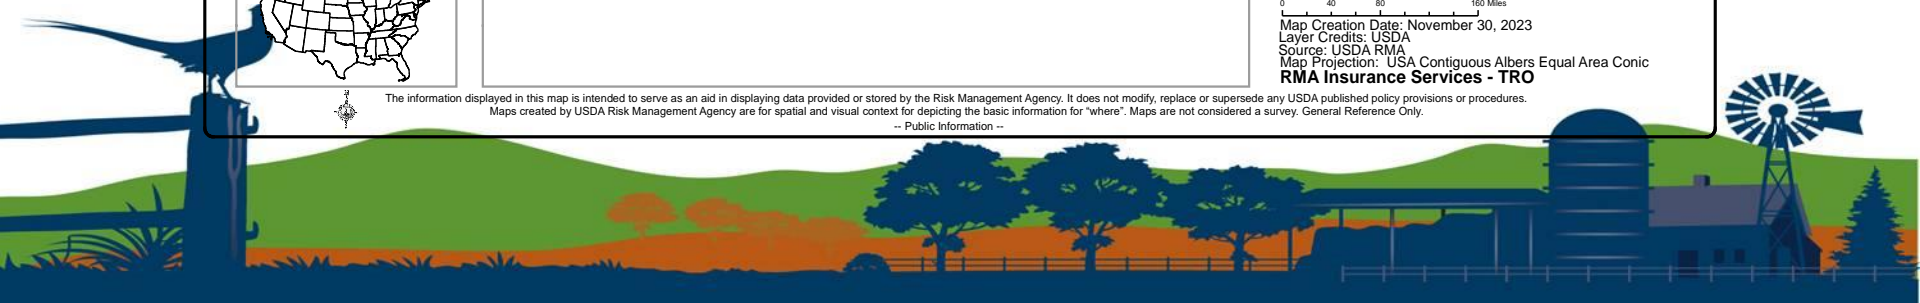 0 40 80 160 Miles
Map Creation Date: November 30, 2023
Layer Credits: USDA
Source: USDA RMA
Map Projection:  USA Contiguous Albers Equal Area Conic
RMA Insurance Services - TRO
The information displayed in this map is intended to serve as an aid in displaying data provided or stored by the Risk Management Agency. It does not modify, replace or supersede any USDA published policy provisions or procedures.
Maps created by USDA Risk Management Agency are for spatial and visual context for depicting the basic information for “where”. Maps are not considered a survey. General Reference Only.
-- Public Information --